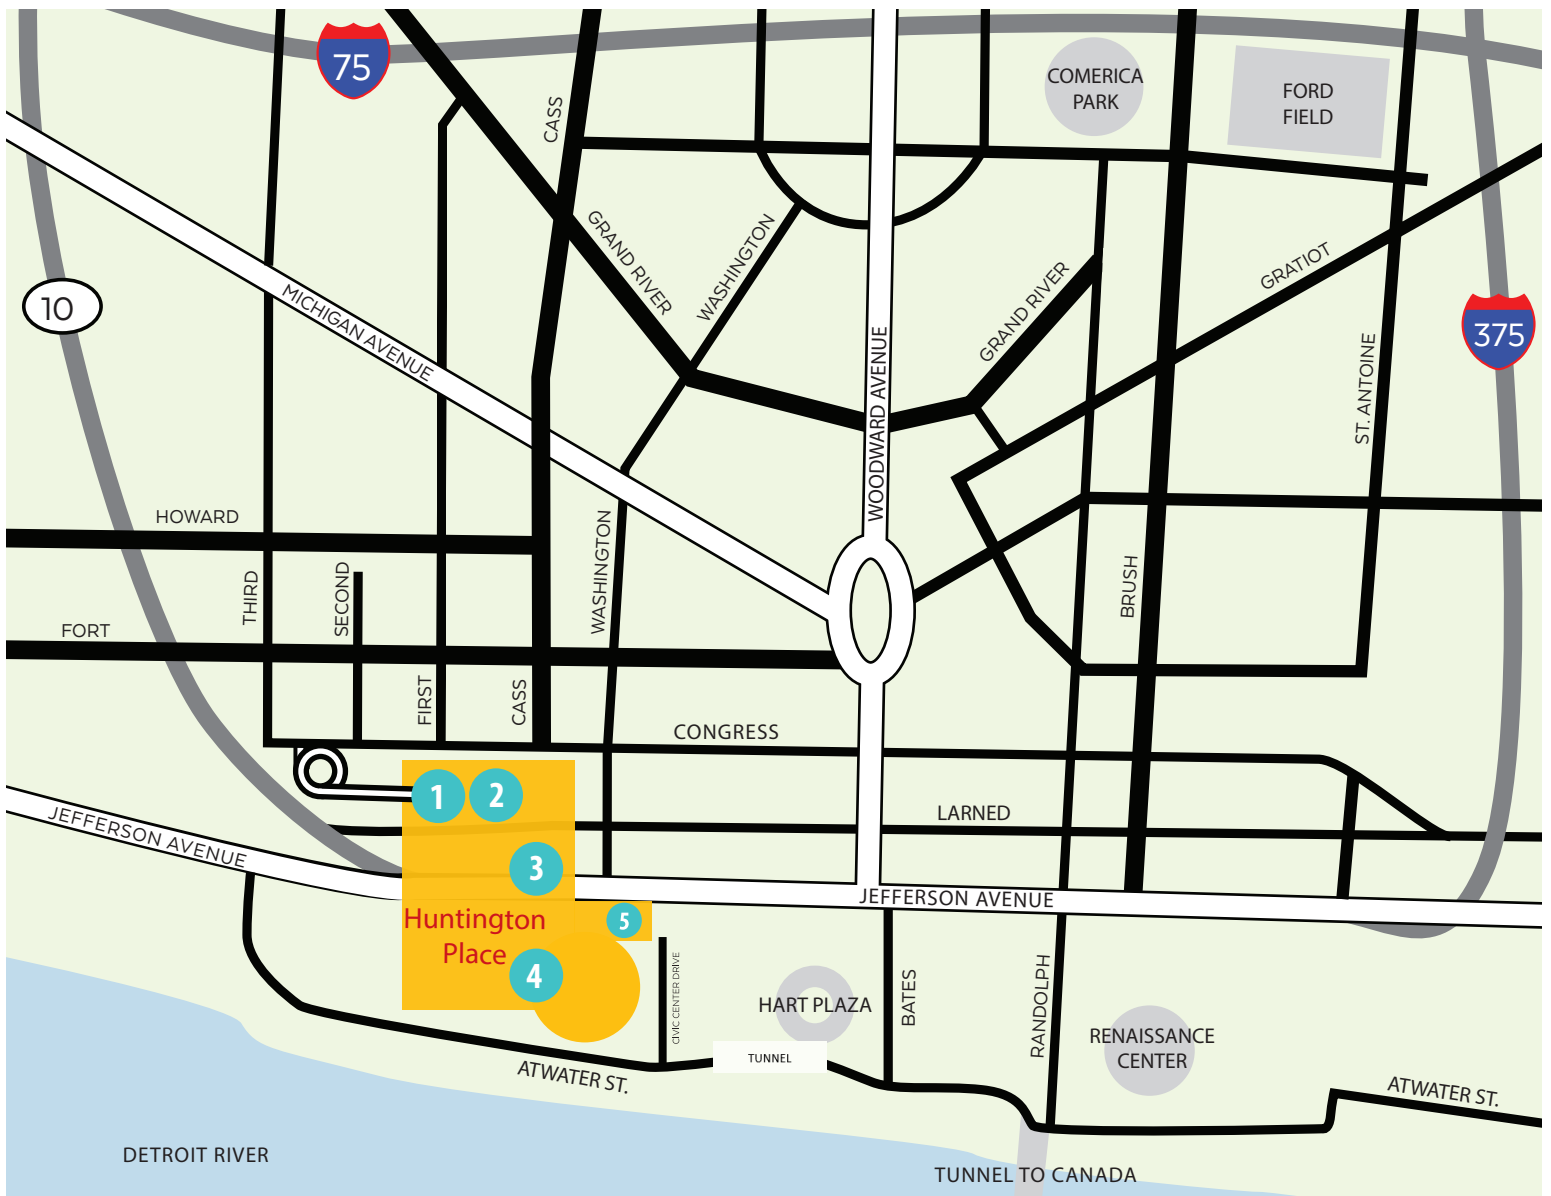 75
CASS
COMERICA
PARK
FORD
FIELD
GRAND RIVER
WASHINGTON
GRAND RIVER
GRATIOT
10
MICHIGAN AVENUE
WOODWARD AVENUE
ST. ANTOINE
375
HOWARD
THIRD
SECOND
WASHINGTON
BRUSH
FORT
FIRST
CASS
CONGRESS
1
2
LARNED
JEFFERSON AVENUE
3
JEFFERSON AVENUE
Huntington
Place
5
4
CIVIC CENTER DRIVE
HART PLAZA
BATES
RANDOLPH
RENAISSANCE
CENTER
TUNNEL
ATWATER ST.
ATWATER ST.
DETROIT RIVER
TUNNEL TO CANADA